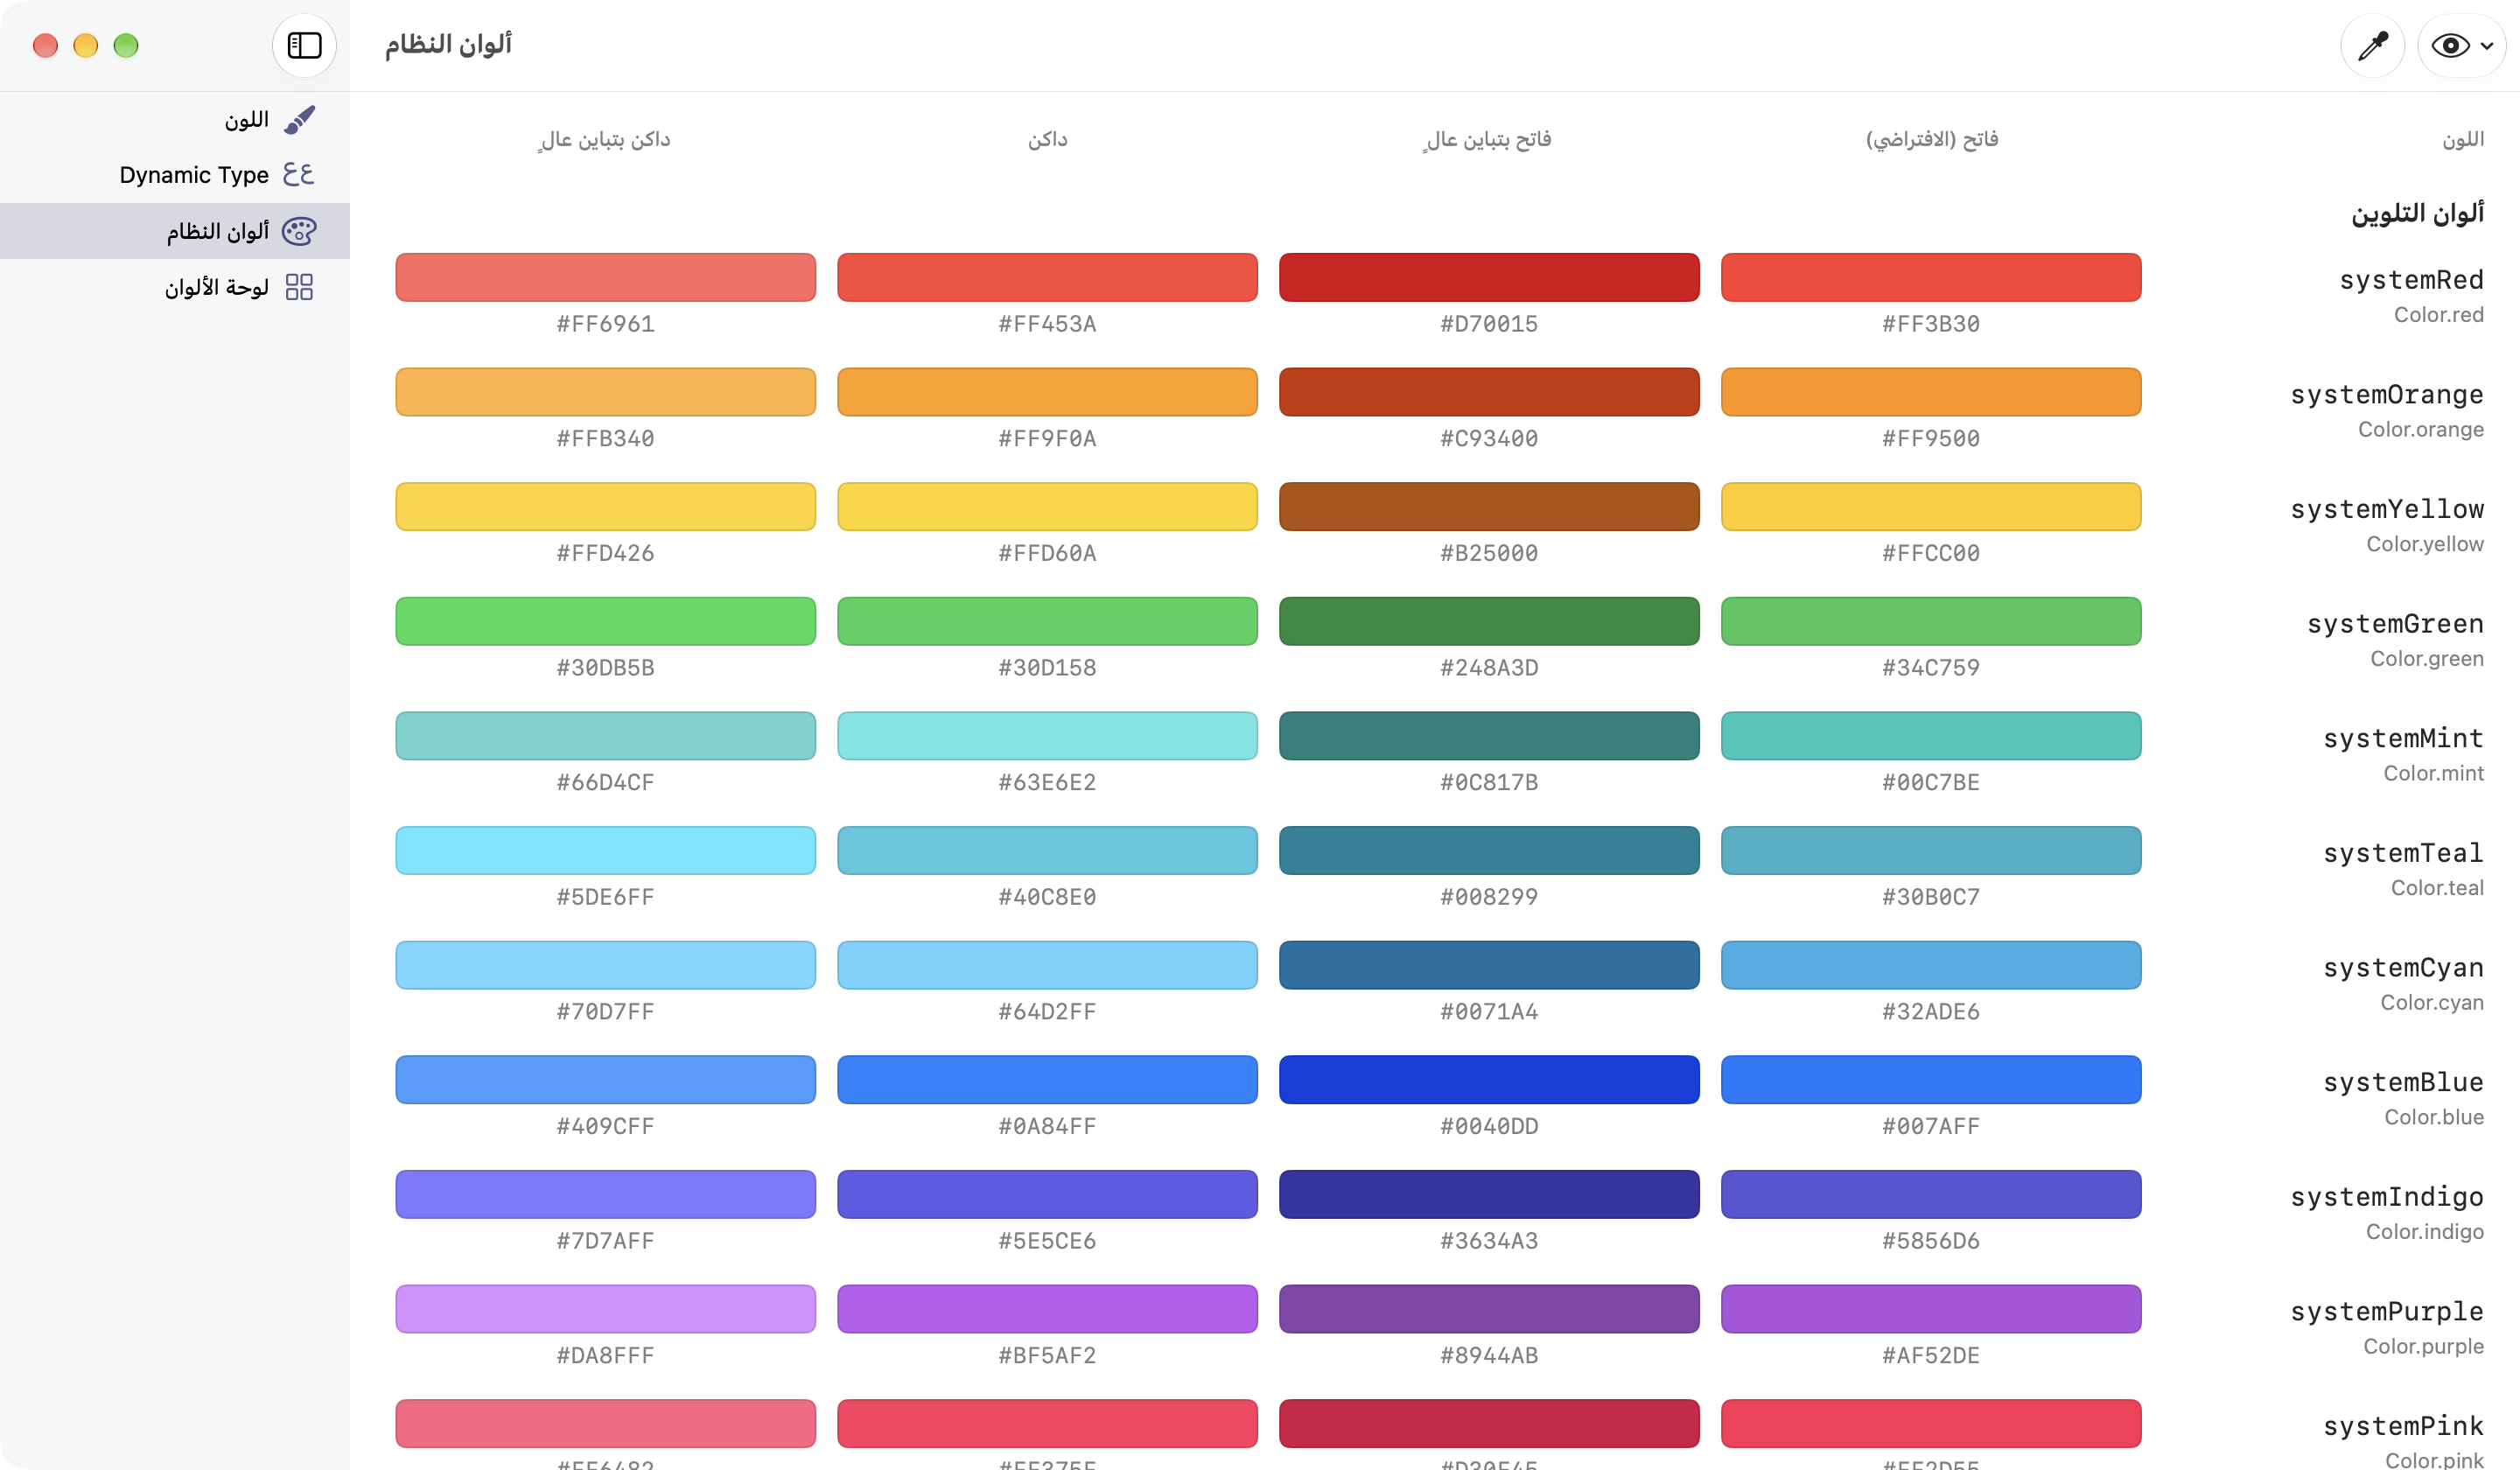 ألوان النظام
اللون
Dynamic Type
ألوان النظام
لوحة الألوان
اللون فاتح (الافتراضي) فاتح بتباين عالٍ داكن داكن بتباين عالٍ
ألوان التلوين
systemRed
Color.red
#FF3B30 #D70015 #FF453A #FF6961
systemOrange
Color.orange
#FF9500 #C93400 #FF9F0A #FFB340
systemYellow
Color.yellow
#FFCC00 #B25000 #FFD60A #FFD426
systemGreen
Color.green
#34C759 #248A3D #30D158 #30DB5B
systemMint
Color.mint
#00C7BE #0C817B #63E6E2 #66D4CF
systemTeal
Color.teal
#30B0C7 #008299 #40C8E0 #5DE6FF
systemCyan
Color.cyan
#32ADE6 #0071A4 #64D2FF #70D7FF
systemBlue
Color.blue
#007AFF #0040DD #0A84FF #409CFF
systemIndigo
Color.indigo
#5856D6 #3634A3 #5E5CE6 #7D7AFF
systemPurple
Color.purple
#AF52DE #8944AB #BF5AF2 #DA8FFF
systemPink
Color.pink